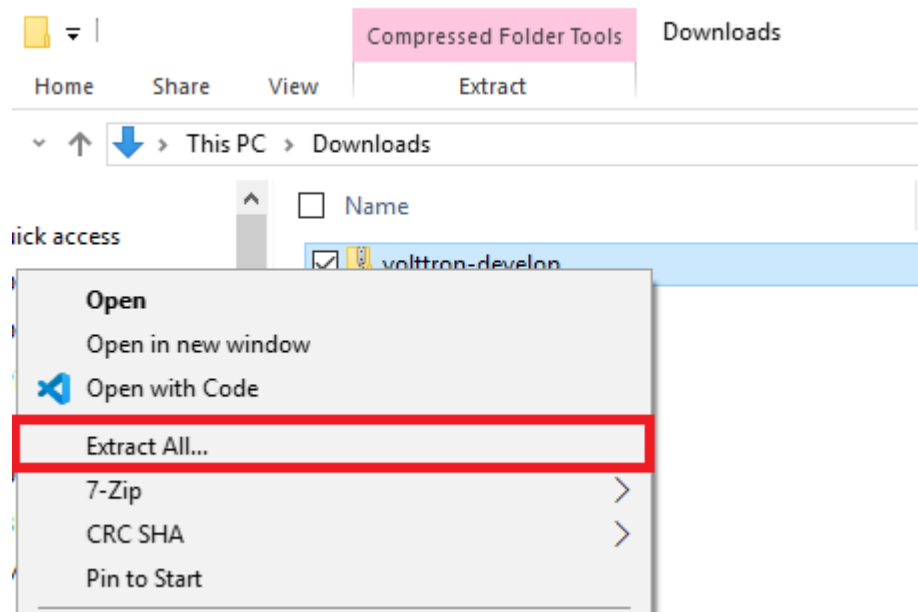 Compressed Folder Tools Downloads
Home Share View Extract
This PC > Downloads
Name
uick access
volttron-develop
Open
Open in new window
Open with Code
Extract All...
7-Zip
CRC SHA
Pin to Start